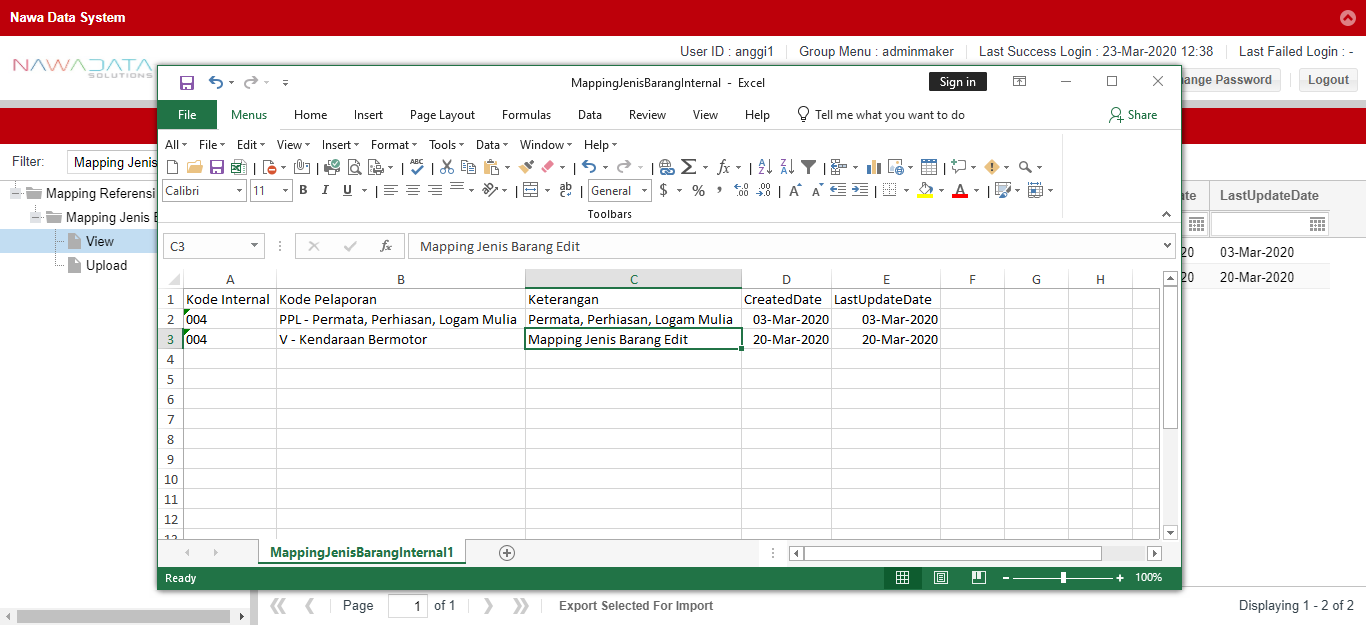 Nawa Data System
User ID : anggi1 Group Menu : adminmaker Last Success Login : 23-Mar-2020 12:38 Last Failed Login : -
NAWADATA
SOLUTIONS
MappingJenisBarangInternal - Excel
Sign in
ange Password
Logout
File Menus Home Insert Page Layout Formulas Data Review View Help Tell me what you want to do Share
All File Edit View Insert Format Tools Data Window Help
Calibri 11 B I U General $ % ,
Toolbars
Filter: Mapping Jenis
Mapping Referensi
Mapping Jenis B
View
Upload
te LastUpdateDate
20 03-Mar-2020
20 20-Mar-2020
C3 fx Mapping Jenis Barang Edit
A B C D E F G H
1 Kode Internal Kode Pelaporan Keterangan CreatedDate LastUpdateDate
2 004 PPL - Permata, Perhiasan, Logam Mulia Permata, Perhiasan, Logam Mulia 03-Mar-2020 03-Mar-2020
3 004 V - Kendaraan Bermotor Mapping Jenis Barang Edit 20-Mar-2020 20-Mar-2020
4
5
6
7
8
9
10
11
12
13
MappingJenisBarangInternal1
Ready 100%
Page 1 of 1 Export Selected For Import Displaying 1 - 2 of 2